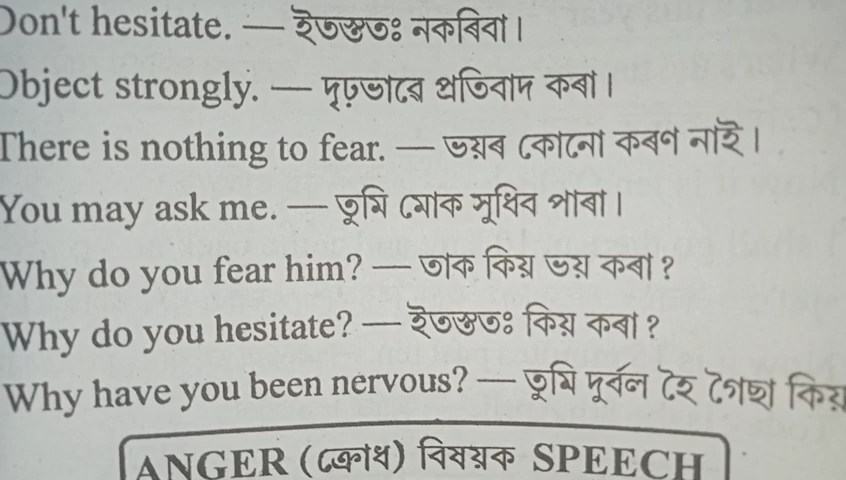 Don't hesitate. — ইতস্ততঃ নকৰিবা।
Object strongly. — দৃঢ়ভাৱে প্ৰতিবাদ কৰা।
There is nothing to fear. — ভয়ৰ কোনো কৰণ নাই।
You may ask me. — তুমি মোক সুধিব পাৰা।
Why do you fear him? — তাক কিয় ভয় কৰা?
Why do you hesitate? — ইতস্ততঃ কিয় কৰা?
Why have you been nervous? — তুমি দুৰ্বল হৈ গৈছা কিয়
ANGER (ক্ৰোধ) বিষয়ক SPEECH